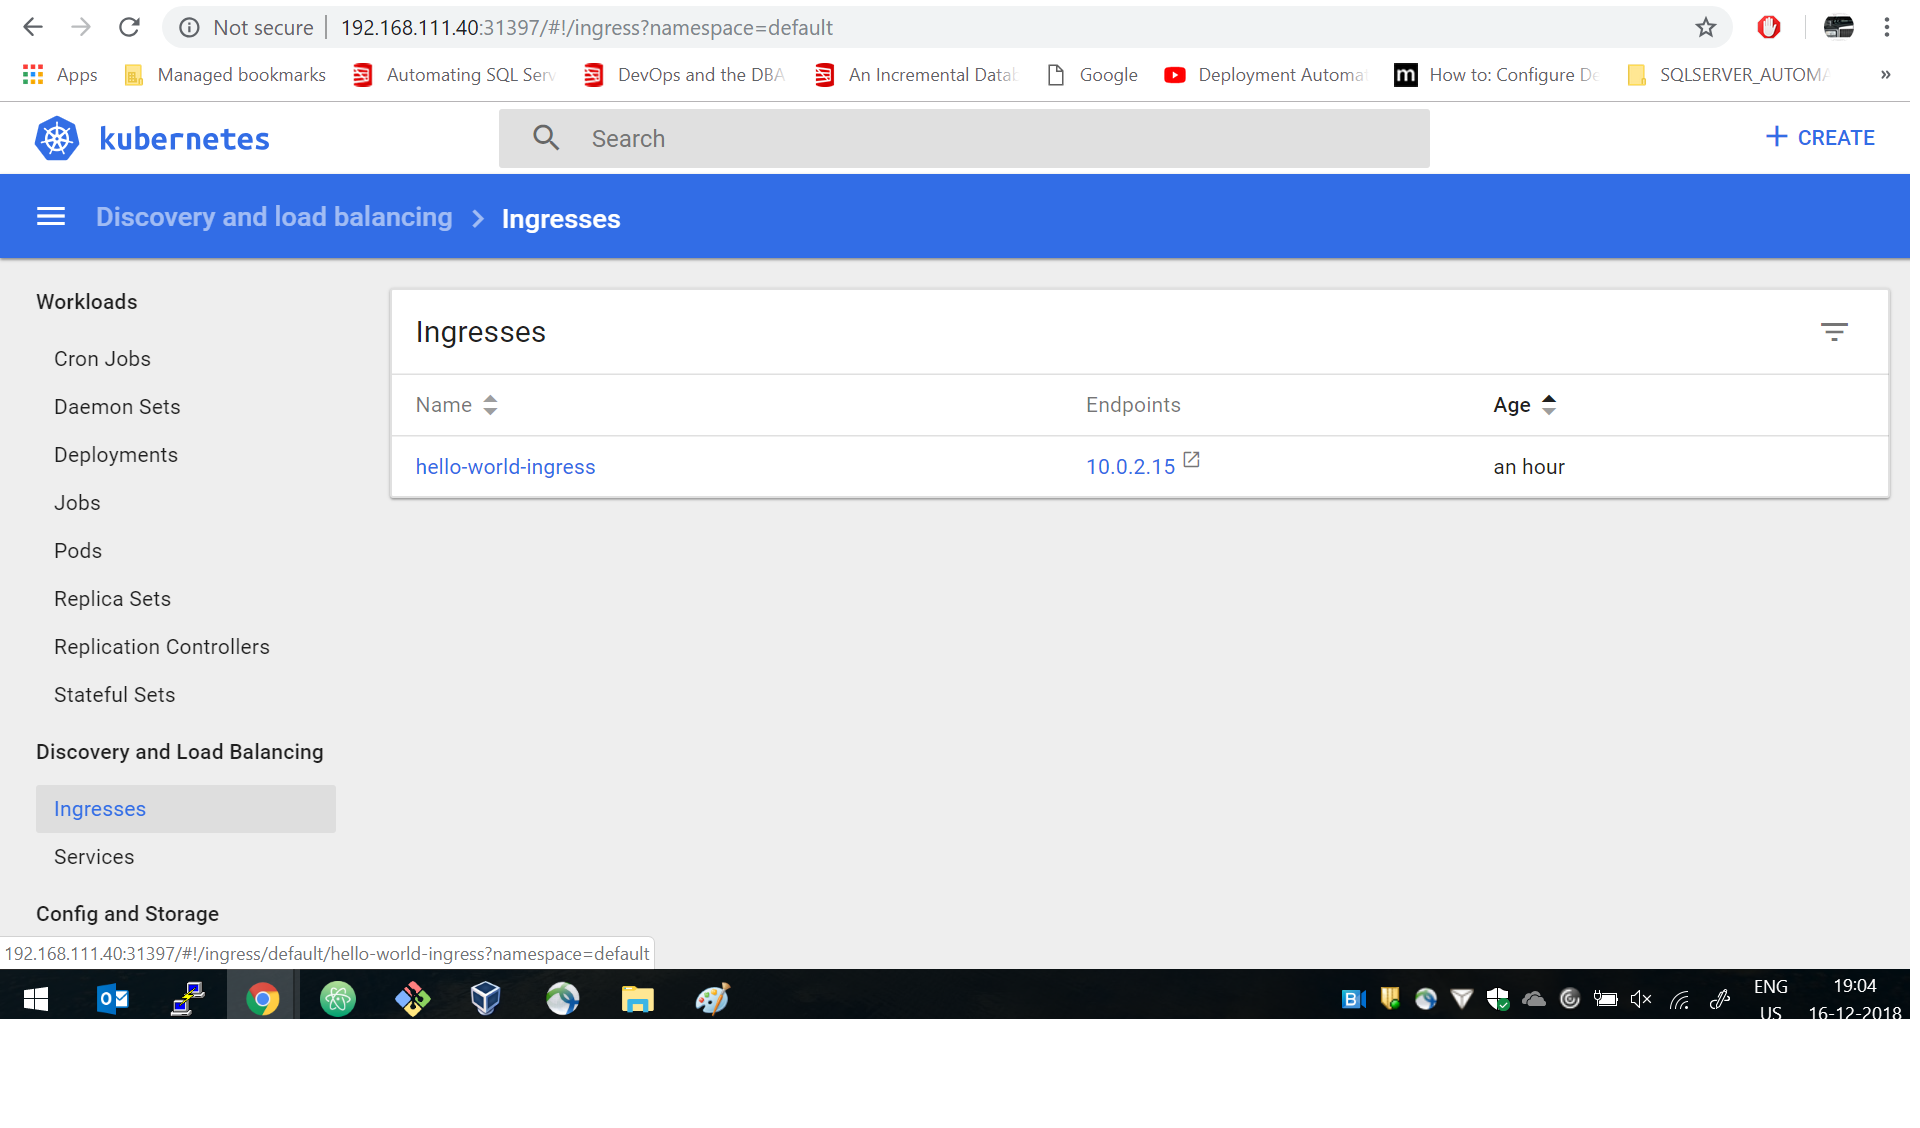 Not secure 192.168.111.40:31397/#!/ingress?namespace=default
Apps Managed bookmarks Automating SQL Serv DevOps and the DBA An Incremental Datab Google Deployment Automat How to: Configure De SQLSERVER_AUTOMA »
kubernetes Search + CREATE
Discovery and load balancing > Ingresses
Workloads
Cron Jobs
Daemon Sets
Deployments
Jobs
Pods
Replica Sets
Replication Controllers
Stateful Sets
Discovery and Load Balancing
Ingresses
Services
Config and Storage
Ingresses
Name Endpoints Age
hello-world-ingress 10.0.2.15 an hour
192.168.111.40:31397/#!/ingress/default/hello-world-ingress?namespace=default
ENG 19:04
US 16-12-2018